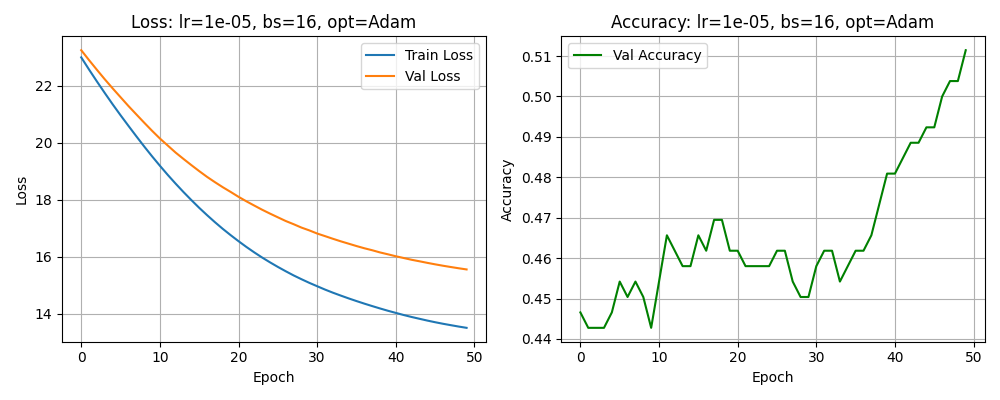 Loss: lr=1e-05, bs=16, opt=Adam
Train Loss
Val Loss
22
20
18
16
14
Loss
0 10 20 30 40 50
Epoch
Accuracy: lr=1e-05, bs=16, opt=Adam
Val Accuracy
0.51
0.50
0.49
0.48
0.47
0.46
0.45
0.44
Accuracy
0 10 20 30 40 50
Epoch